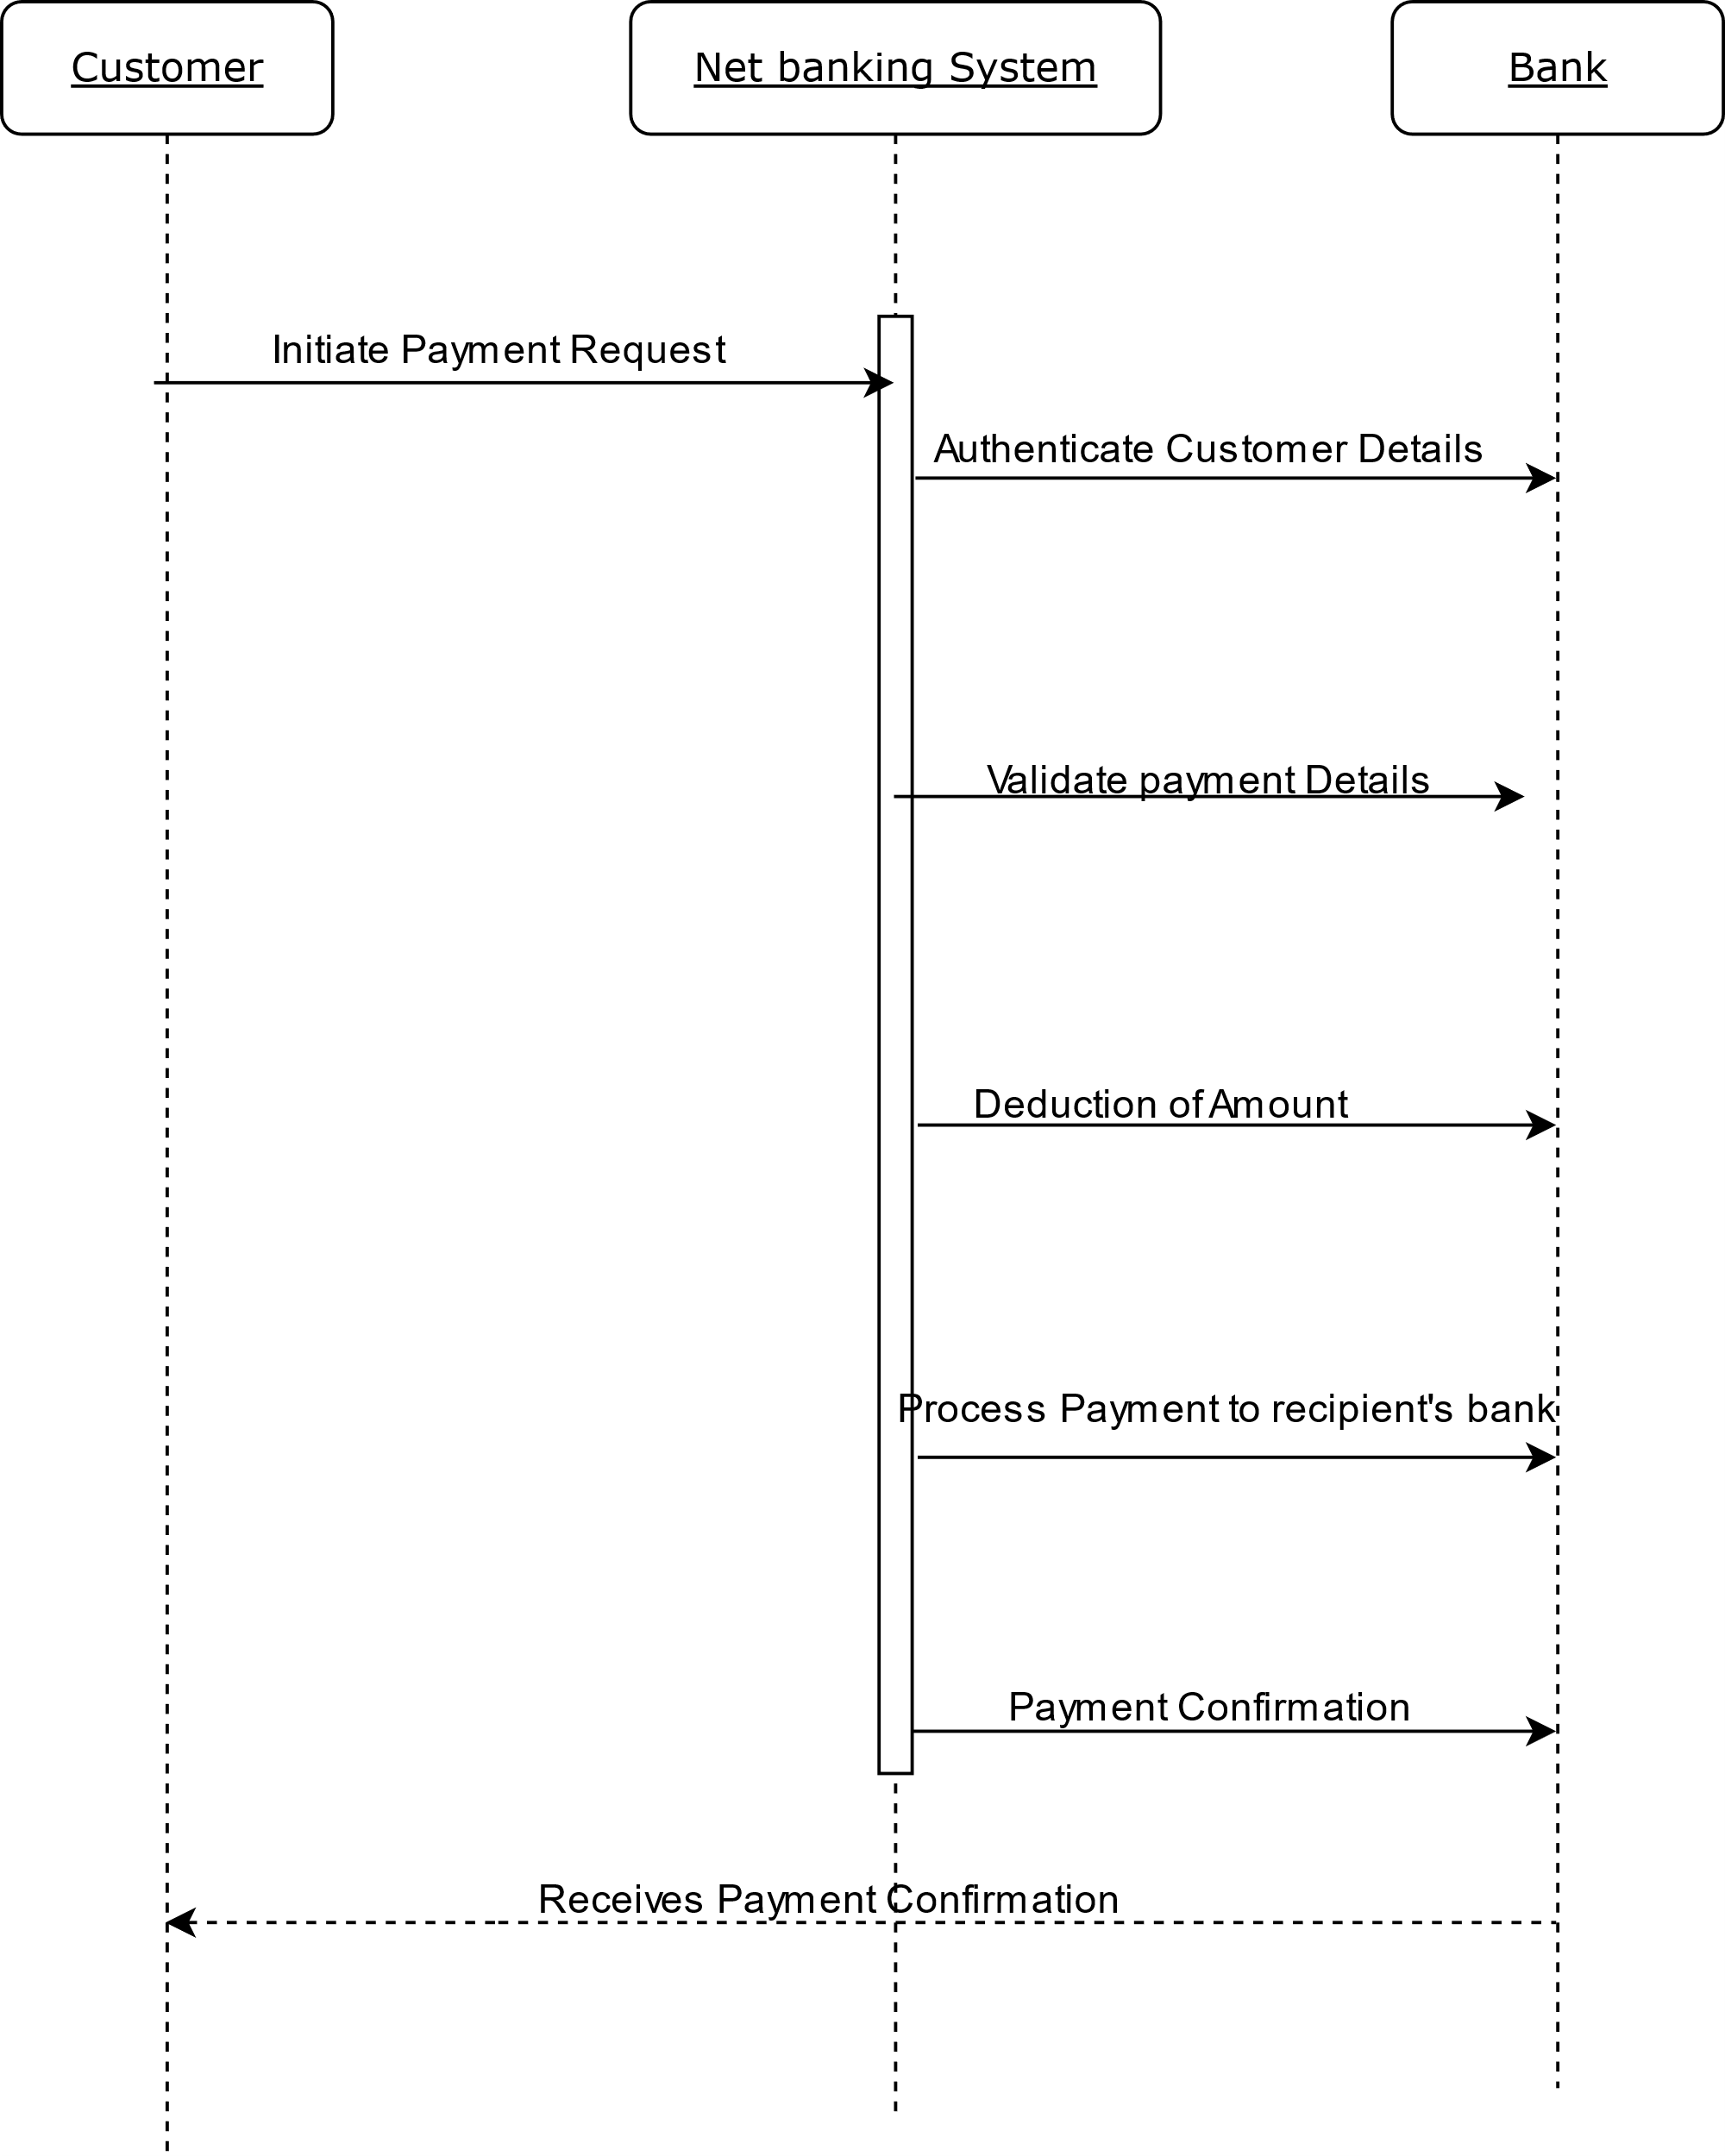 Customer
Net banking System
Bank
Initiate Payment Request
Authenticate Customer Details
Validate payment Details
Deduction of Amount
Process Payment to recipient's bank
Payment Confirmation
Receives Payment Confirmation